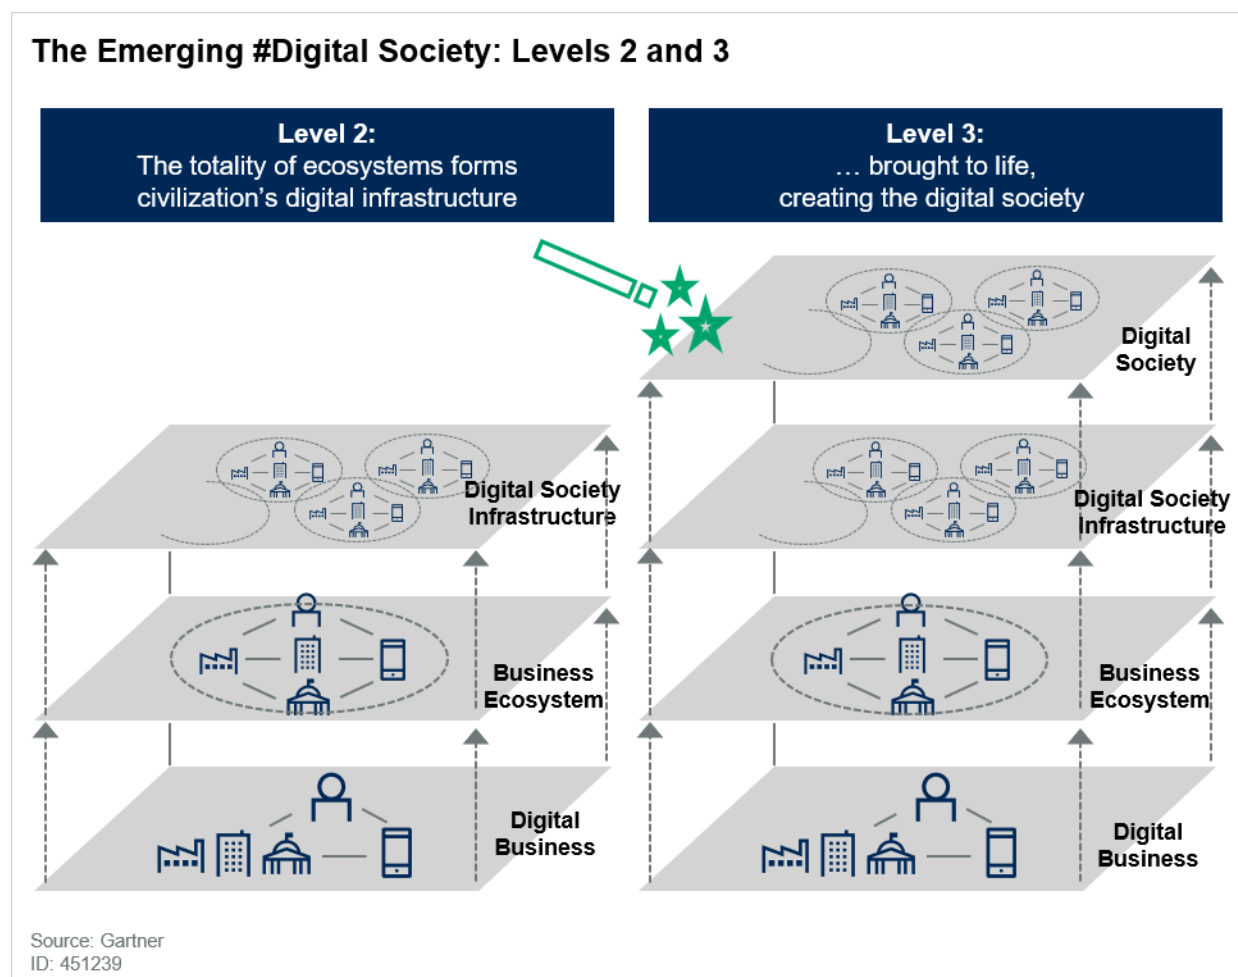 The Emerging #Digital Society: Levels 2 and 3
Level 2:
The totality of ecosystems forms
civilization’s digital infrastructure
Level 3:
… brought to life,
creating the digital society
Digital Society
Infrastructure
Business
Ecosystem
Digital
Business
Digital
Society
Digital Society
Infrastructure
Business
Ecosystem
Digital
Business
Source: Gartner
ID: 451239